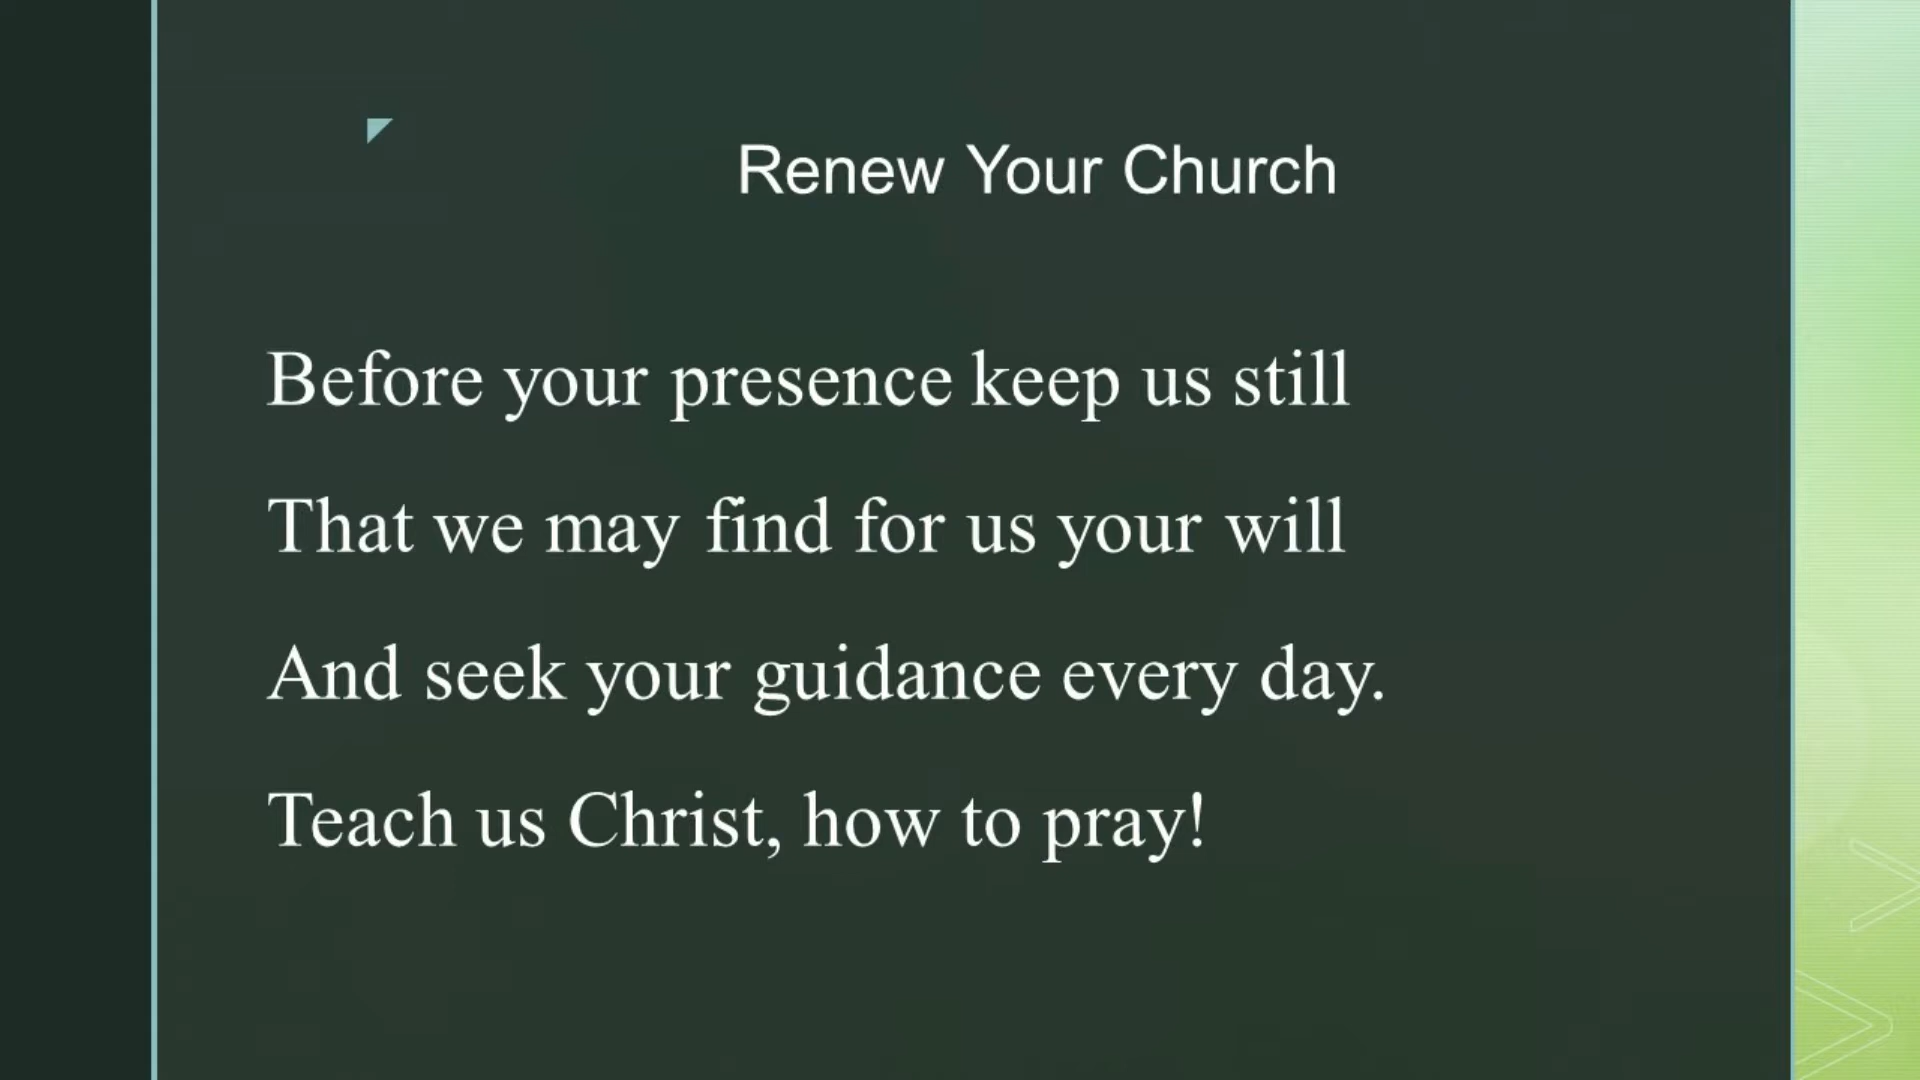 Renew Your Church
Before your presence keep us still
That we may find for us your will
And seek your guidance every day.
Teach us Christ, how to pray!